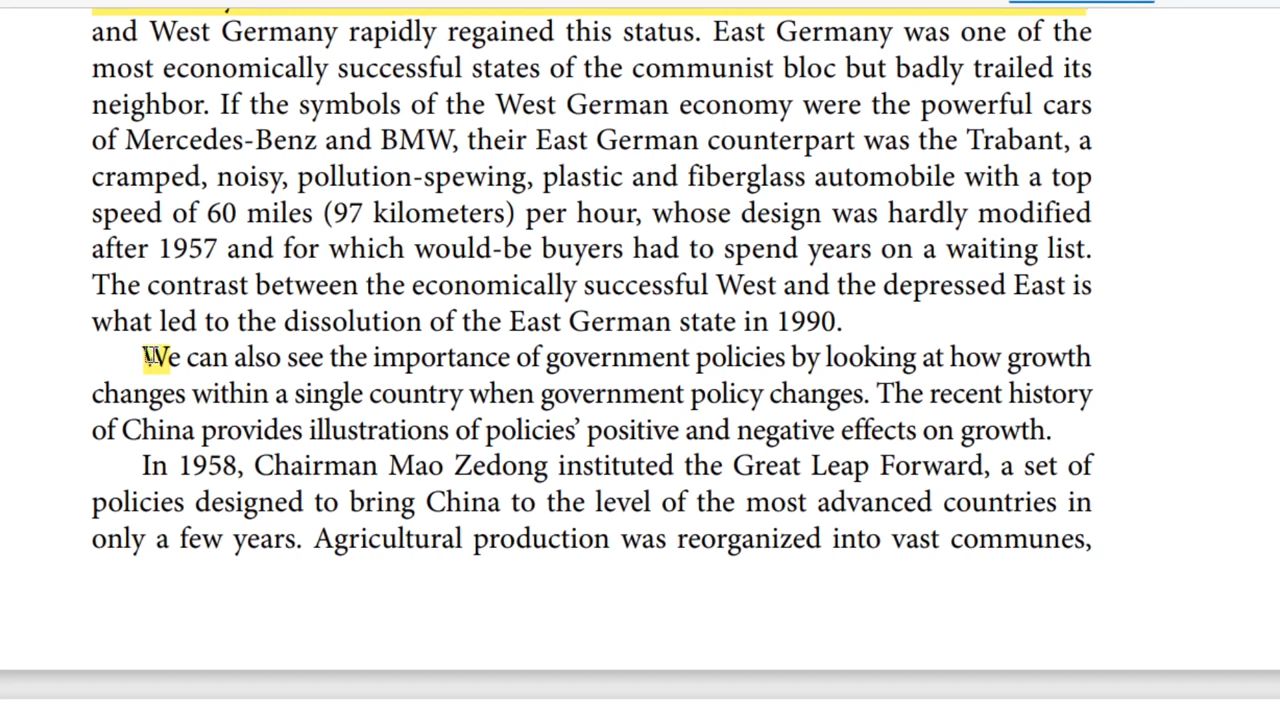 and West Germany rapidly regained this status. East Germany was one of the
most economically successful states of the communist bloc but badly trailed its
neighbor. If the symbols of the West German economy were the powerful cars
of Mercedes-Benz and BMW, their East German counterpart was the Trabant, a
cramped, noisy, pollution-spewing, plastic and fiberglass automobile with a top
speed of 60 miles (97 kilometers) per hour, whose design was hardly modified
after 1957 and for which would-be buyers had to spend years on a waiting list.
The contrast between the economically successful West and the depressed East is
what led to the dissolution of the East German state in 1990.
We can also see the importance of government policies by looking at how growth
changes within a single country when government policy changes. The recent history
of China provides illustrations of policies’ positive and negative effects on growth.
In 1958, Chairman Mao Zedong instituted the Great Leap Forward, a set of
policies designed to bring China to the level of the most advanced countries in
only a few years. Agricultural production was reorganized into vast communes,